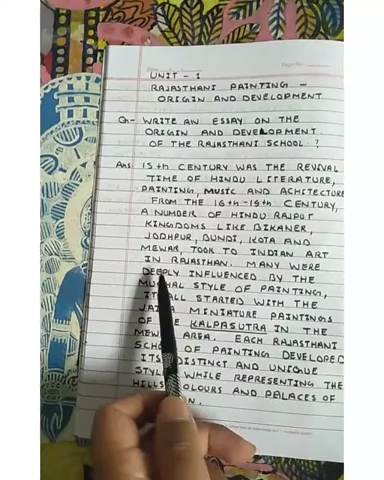 Page No.
UNIT - 1
RAJASTHANI PAINTING -
ORIGIN AND DEVELOPMENT
Q- WRITE AN ESSAY ON THE
ORIGIN AND DEVELOPMENT
OF THE RAJASTHANI SCHOOL ?
Ans: 15th CENTURY WAS THE REVIVAL
TIME OF HINDU LITERATURE,
PAINTING, MUSIC AND ACHITECTURE
FROM THE 16th - 19th CENTURY,
A NUMBER OF HINDU RAJPUT
KINGDOMS LIKE BIKANER,
JODHPUR, BUNDI, KOTA AND
MEWAR, TOOK TO INDIAN ART
IN RAJASTHAN. MANY WERE
DEEPLY INFLUENCED BY THE
MUGHAL STYLE OF PAINTING,
IT ALL STARTED WITH THE
JAINA MINIATURE PAINTINGS
OF THE KALPASUTRA IN THE
MEWAR AREA. EACH RAJASTHANI
SCHOOL OF PAINTING DEVELOPED
ITS DISTINCT AND UNIQUE
STYLE WHILE REPRESENTING THE
HILLS COLOURS AND PALACES OF